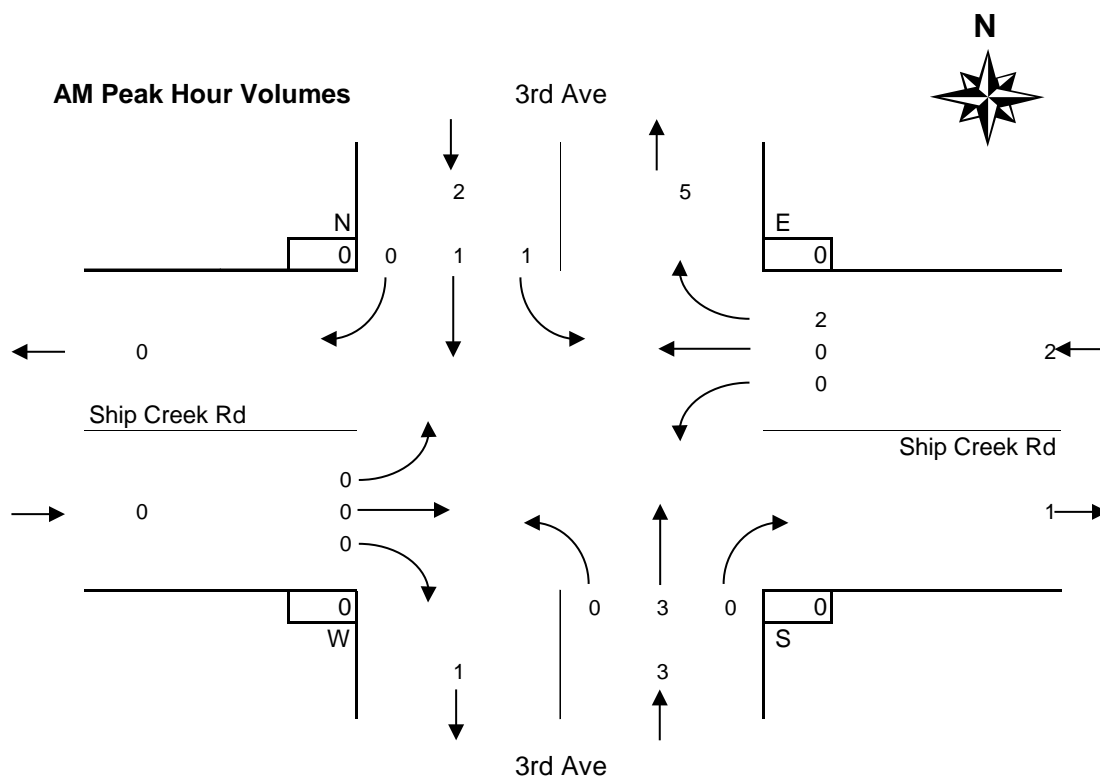 N
AM Peak Hour Volumes 3rd Ave
2 5
N E
0 0 1 1 0
2
0 0 2
0
Ship Creek Rd
Ship Creek Rd
0
0 0 1
0
0 0 3 0 0
W S
1 3
3rd Ave